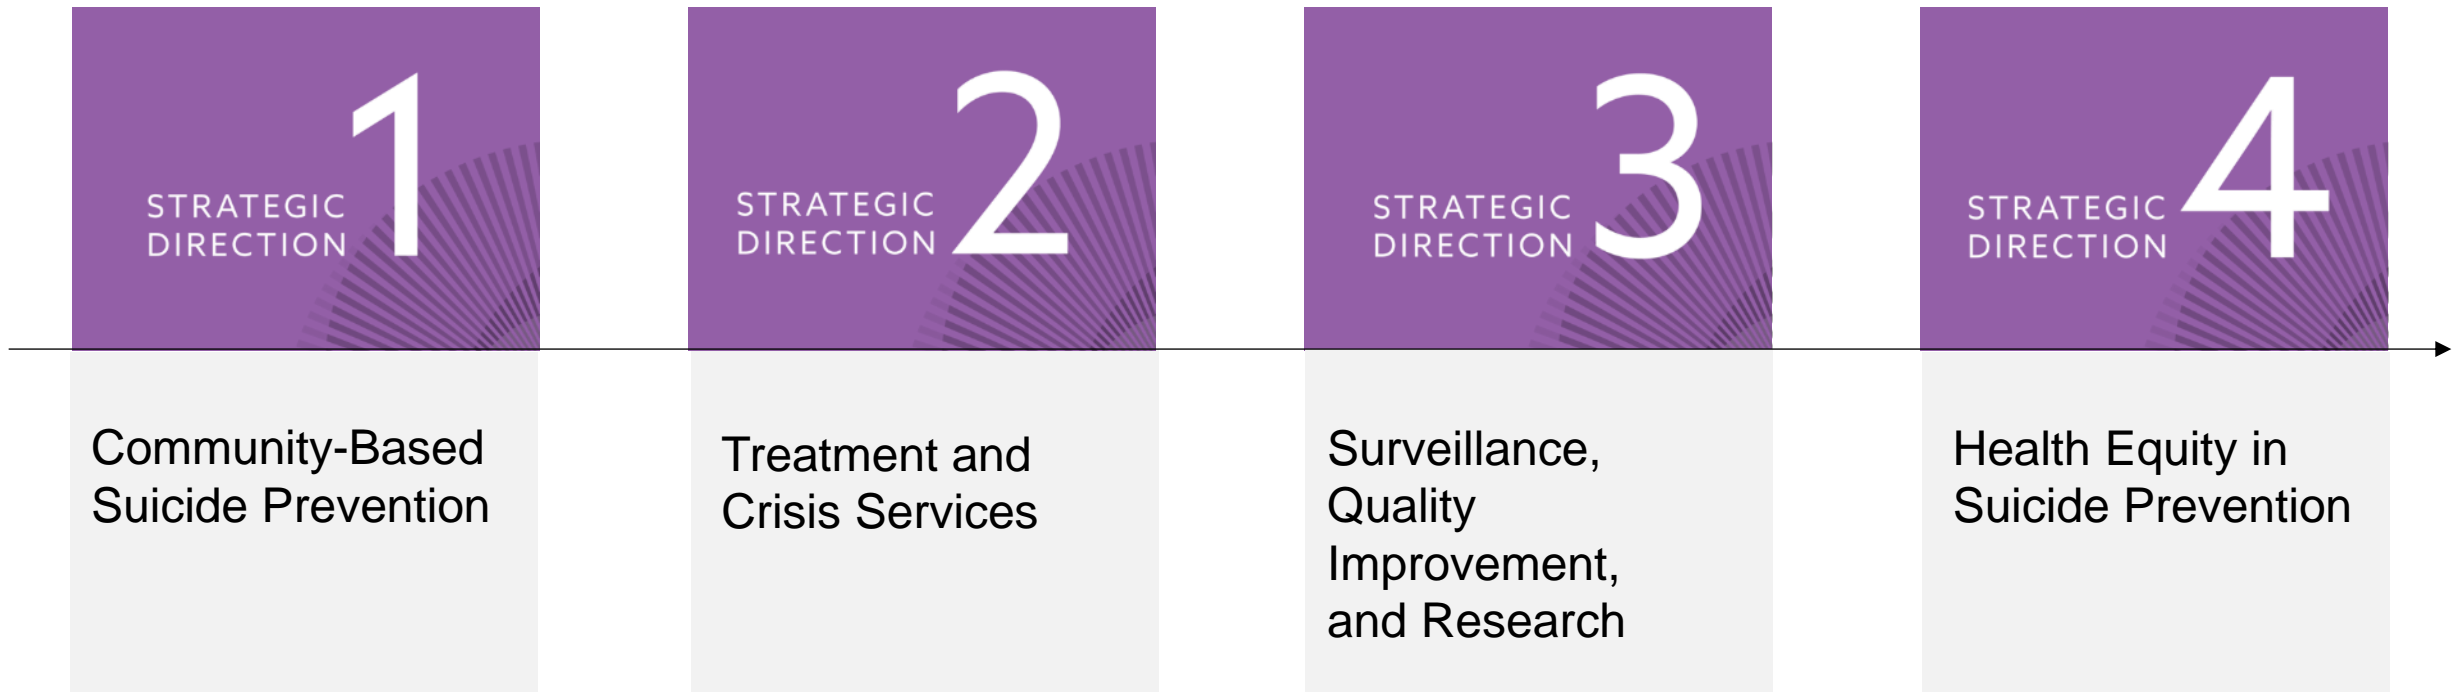 STRATEGIC
DIRECTION 1
Community-Based
Suicide Prevention
STRATEGIC
DIRECTION 2
Treatment and
Crisis Services
STRATEGIC
DIRECTION 3
Surveillance,
Quality
Improvement,
and Research
STRATEGIC
DIRECTION 4
Health Equity in
Suicide Prevention